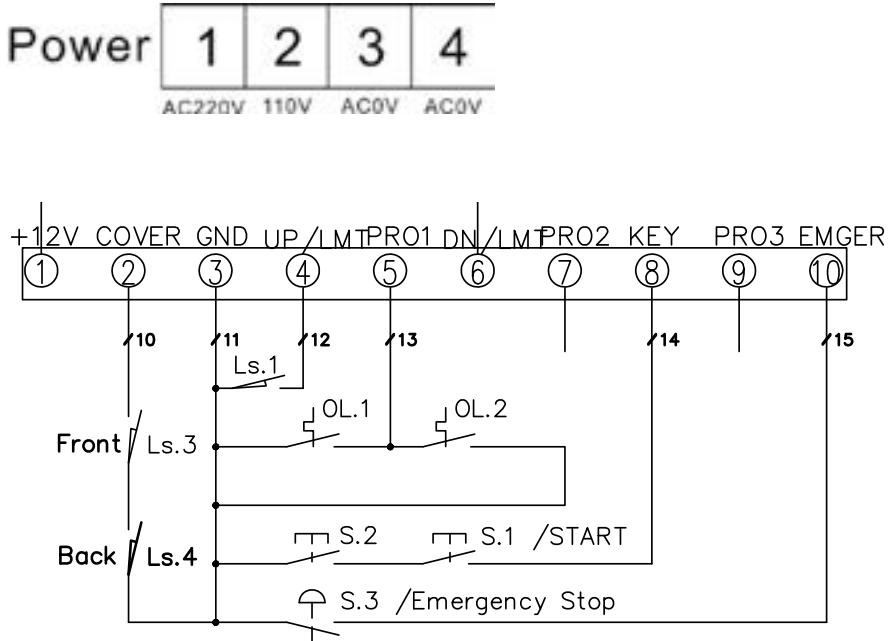 Power 1 2 3 4
AC220V 110V AC0V AC0V
+12V COVER GND UP/LMT PRO1 DN/LMT PRO2 KEY PRO3 EMGER
1 2 3 4 5 6 7 8 9 10
10 11 12 13 14 15
Ls.1
OL.1 OL.2
Front Ls.3
S.2 S.1 /START
Back Ls.4
S.3 /Emergency Stop